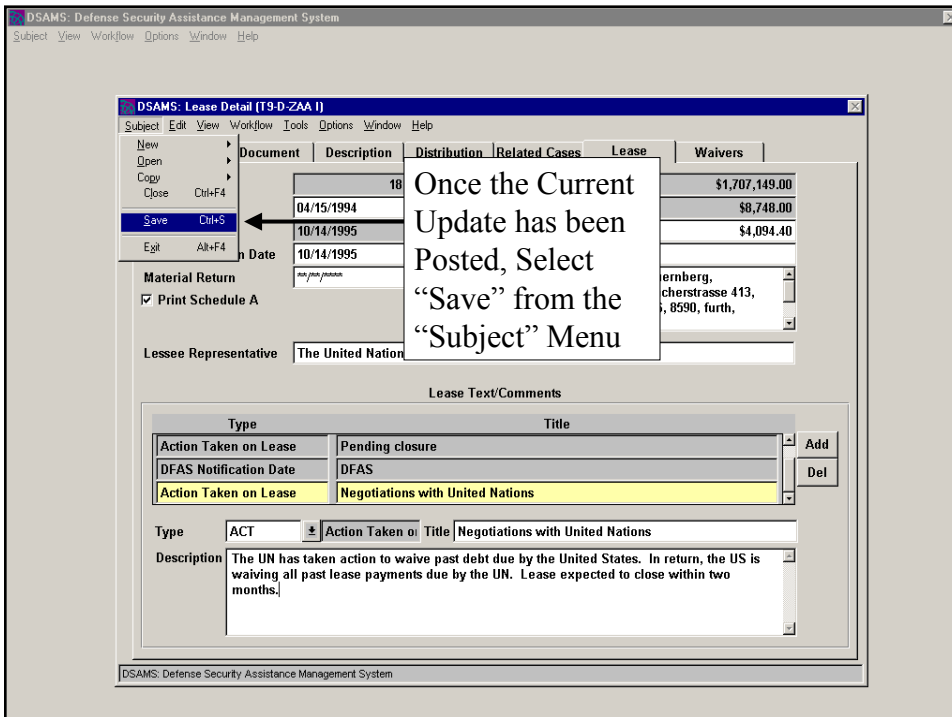 DSAMS: Defense Security Assistance Management System
Subject View Workflow Options Window Help
DSAMS: Lease Detail (T9-D-ZAA I)
Subject Edit View Workflow Tools Options Window Help
New
Open
Copy
Close Ctrl+F4
Save Ctrl+S
Exit Alt+F4
Document Description Distribution Related Cases Lease Waivers
18 $1,707,149.00
04/15/1994 $8,748.00
10/14/1995 $4,094.40
Date 10/14/1995
Once the Current
Update has been
Posted, Select
“Save” from the
“Subject” Menu
Material Return **/**/****
Print Schedule A
cherstrasse 413,
, 8590, furth,
Lessee Representative The United Nation
Lease Text/Comments
Type Title
Action Taken on Lease Pending closure
DFAS Notification Date DFAS
Action Taken on Lease Negotiations with United Nations
Add
Del
Type ACT Action Taken o Title Negotiations with United Nations
Description The UN has taken action to waive past debt due by the United States. In return, the US is
waiving all past lease payments due by the UN. Lease expected to close within two
months.
DSAMS: Defense Security Assistance Management System